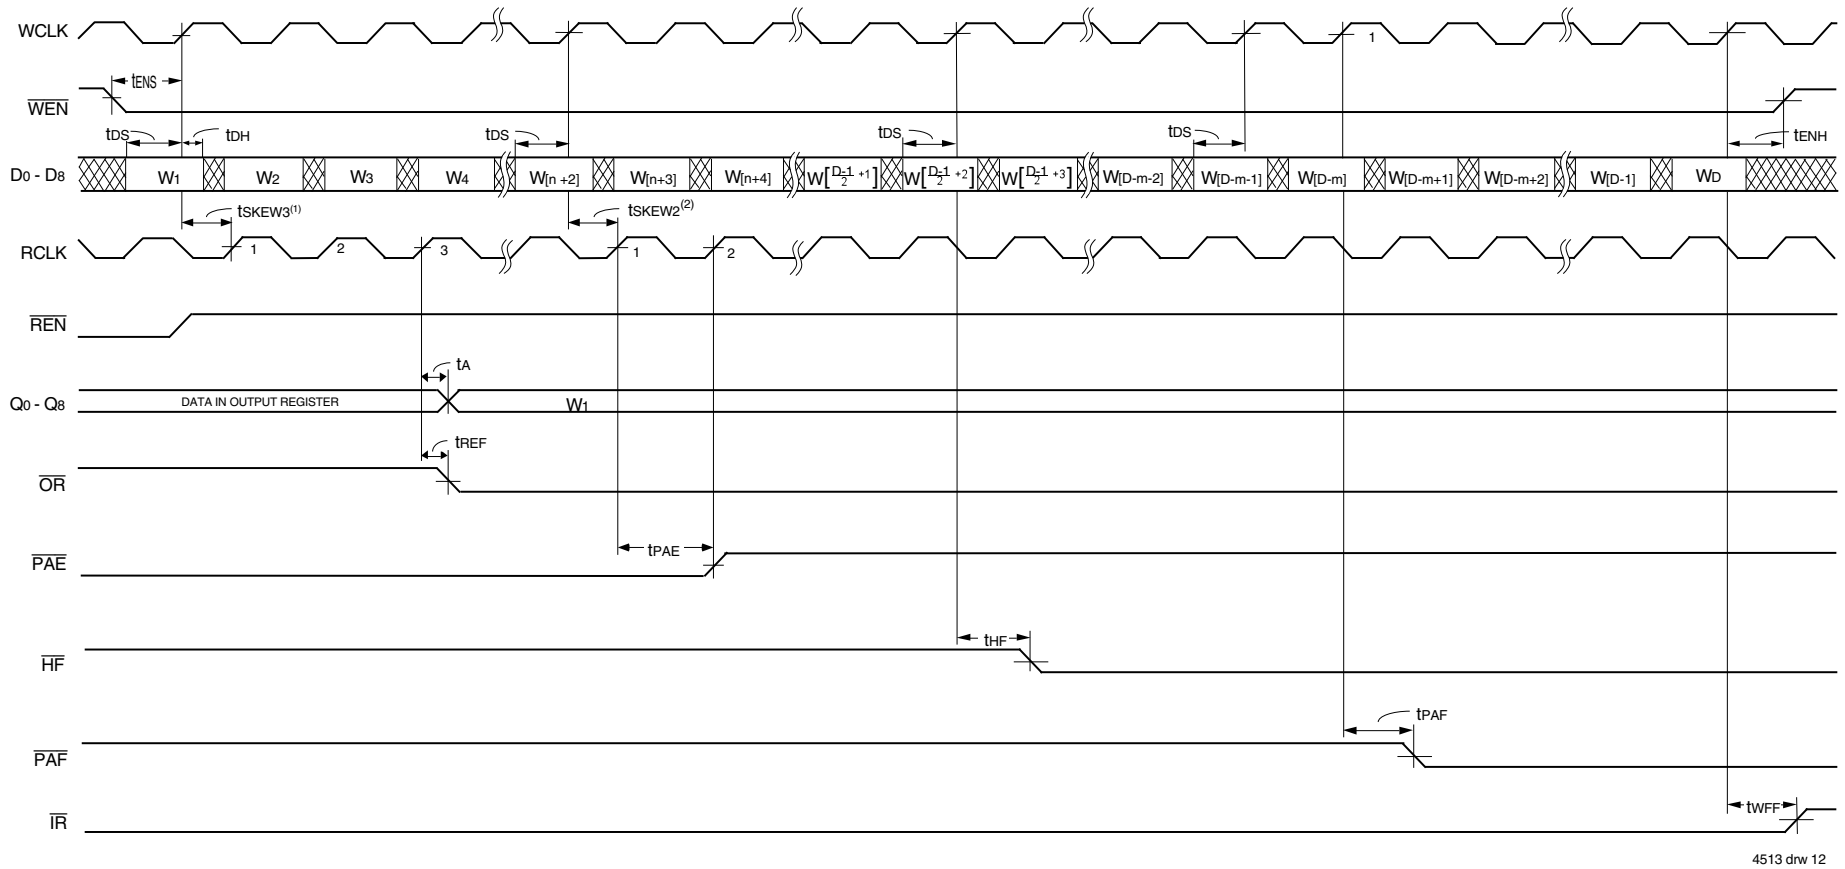 WCLK 1
tENS
WEN
tDS tDH tDS tDS tDS tENH
D0 - D8 W1 W2 W3 W4 W[n +2] W[n+3] W[n+4] W[D-1/2 +1] W[D-1/2 +2] W[D-1/2 +3] W[D-m-2] W[D-m-1] W[D-m] W[D-m+1] W[D-m+2] W[D-1] WD
tSKEW3(1) tSKEW2(2)
RCLK 1 2 3 1 2
REN
tA
Q0 - Q8 DATA IN OUTPUT REGISTER W1
tREF
OR
tPAE
PAE
tHF
HF
tPAF
PAF
tWFF
IR
4513 drw 12